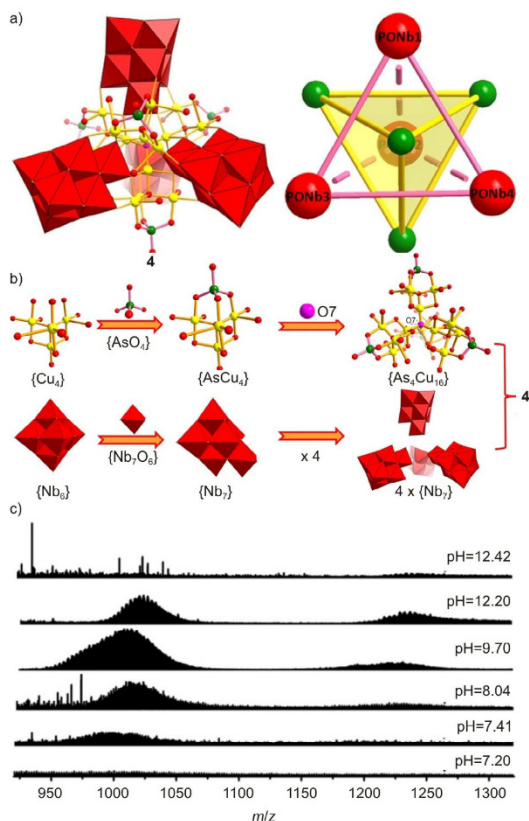 a)
PONb1
PONb3
PONb4
4
b)
O7
{AsO₄}
O7
{Cu₄}
{AsCu₄}
{As₄Cu₁₆}
4
{Nb₇O₆}
x 4
{Nb₆}
{Nb₇}
4 x {Nb₇}
c)
pH=12.42
pH=12.20
pH=9.70
pH=8.04
pH=7.41
pH=7.20
950 1000 1050 1100 1150 1200 1250 1300
m/z